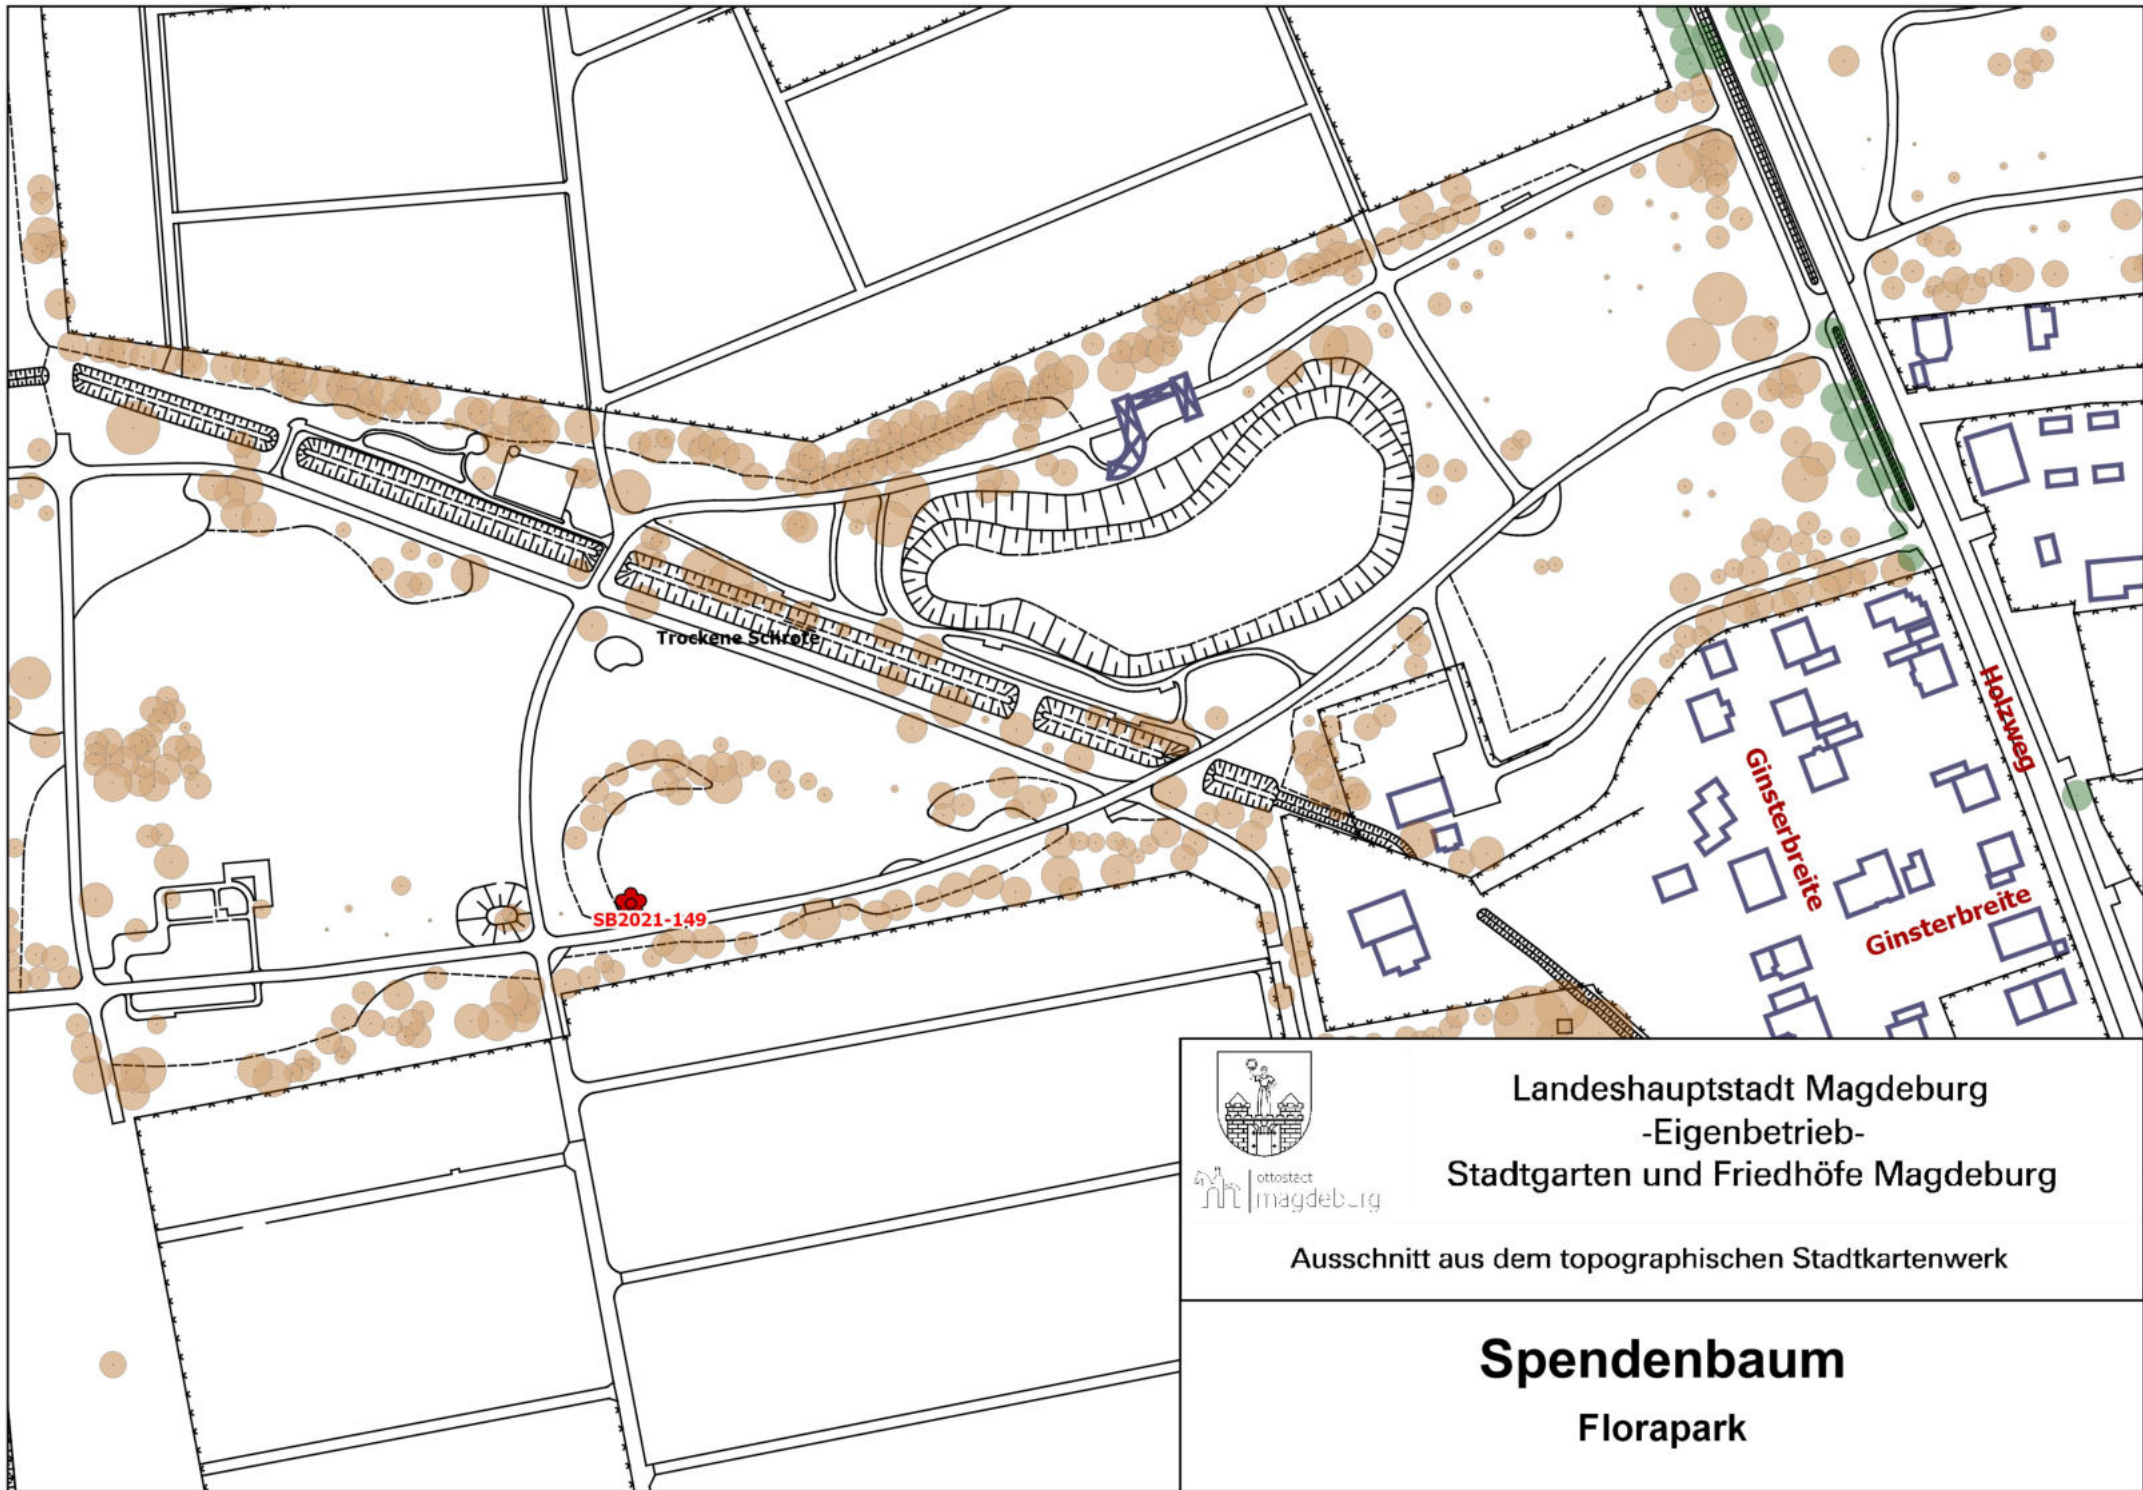 Trockene Schrote
SB2021-149
Holzweg
Ginsterbreite
Ginsterbreite
Landeshauptstadt Magdeburg
-Eigenbetrieb-
Stadtgarten und Friedhöfe Magdeburg
ottostadt
magdeburg
Ausschnitt aus dem topographischen Stadtkartenwerk
Spendenbaum
Florapark